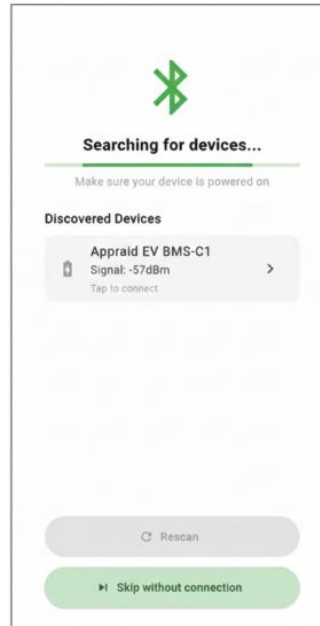 Searching for devices...
Make sure your device is powered on
Discovered Devices
Appraid EV BMS-C1
Signal: -57dBm
Tap to connect
Rescan
Skip without connection